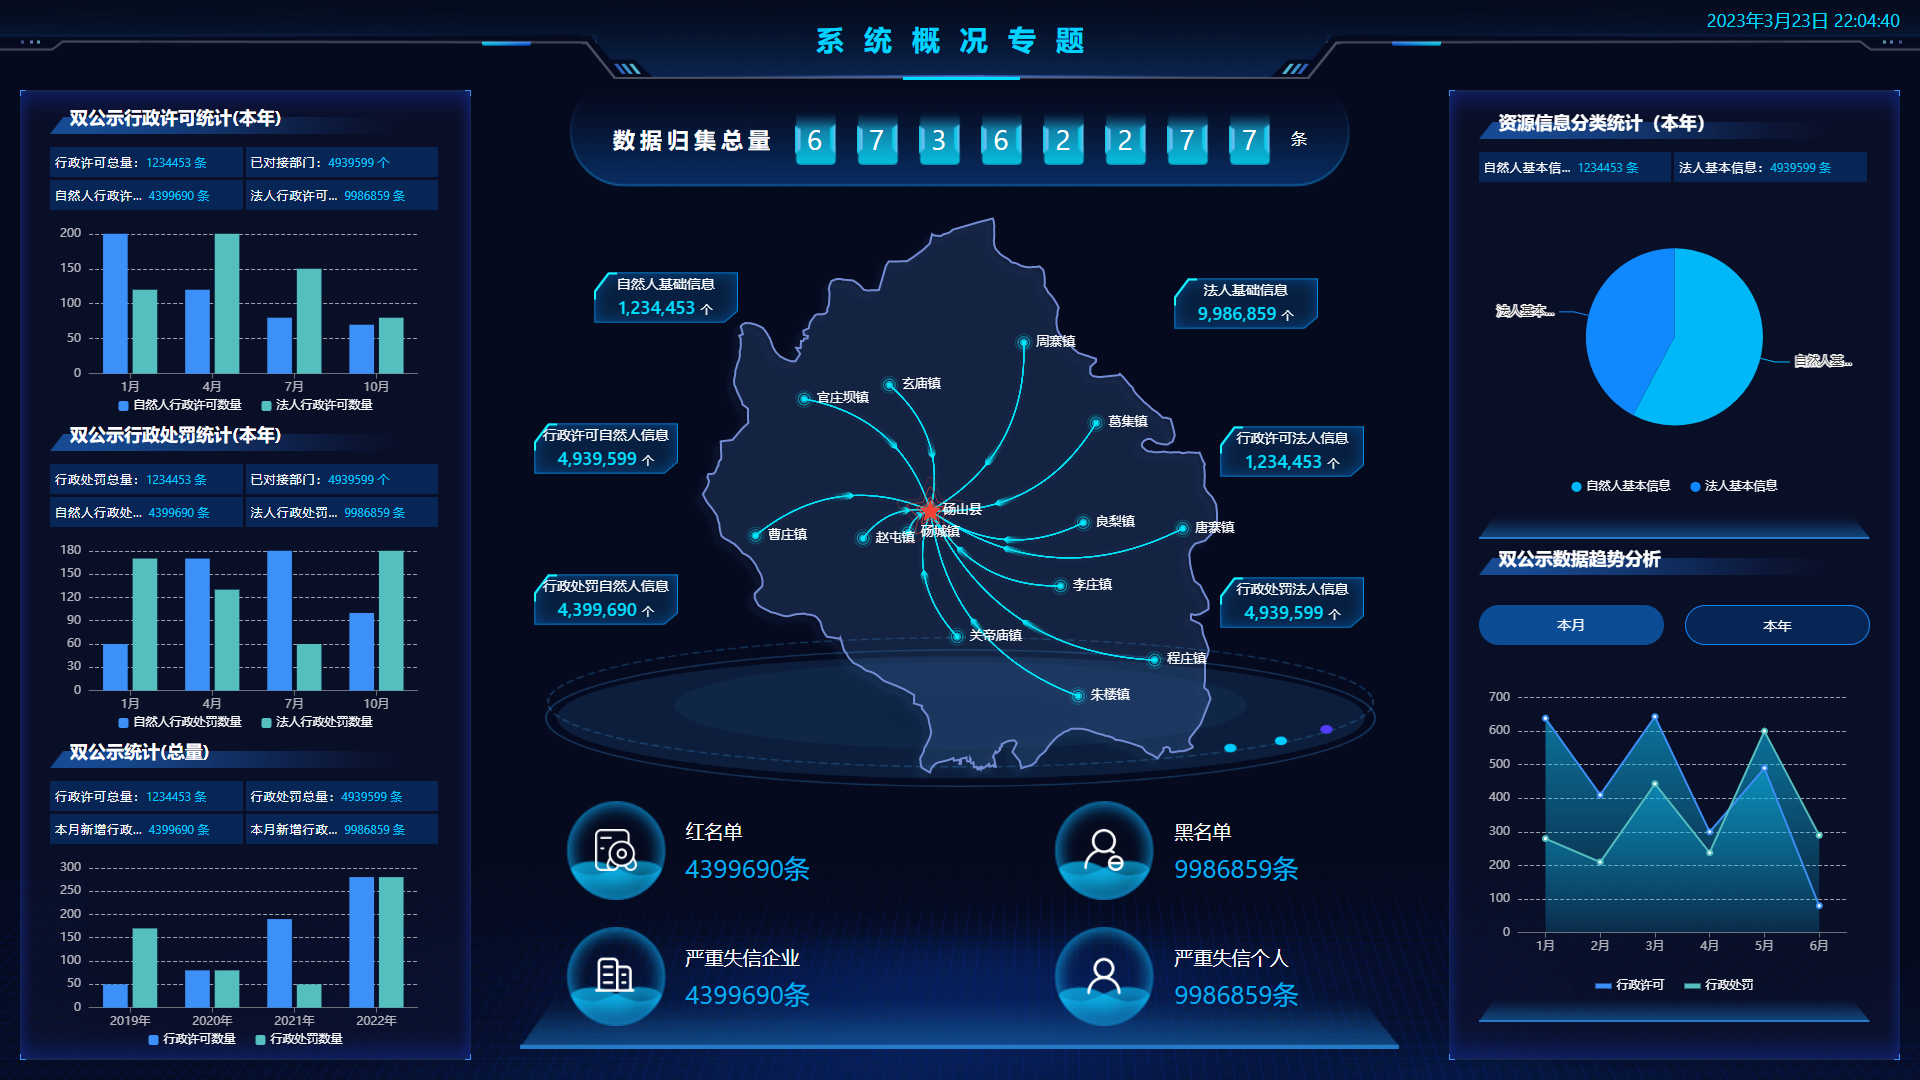 系统概况专题
2023年3月23日 22:04:40
双公示行政许可统计(本年)
行政许可总量: 1234453 条
已对接部门: 4939599 个
自然人行政许... 4399690 条
法人行政许可... 9986859 条
200
150
100
50
0
1月 4月 7月 10月
自然人行政许可数量 法人行政许可数量
双公示行政处罚统计(本年)
行政处罚总量: 1234453 条
已对接部门: 4939599 个
自然人行政处... 4399690 条
法人行政处罚... 9986859 条
180
150
120
90
60
30
0
1月 4月 7月 10月
自然人行政处罚数量 法人行政处罚数量
双公示统计(总量)
行政许可总量: 1234453 条
行政处罚总量: 4939599 条
本月新增行政... 4399690 条
本月新增行政... 9986859 条
300
250
200
150
100
50
0
2019年 2020年 2021年 2022年
行政许可数量 行政处罚数量
数据归集总量 6 7 3 6 2 2 7 7 条
自然人基础信息
1,234,453 个
法人基础信息
9,986,859 个
行政许可自然人信息
4,939,599 个
行政许可法人信息
1,234,453 个
行政处罚自然人信息
4,399,690 个
行政处罚法人信息
4,939,599 个
周寨镇
玄庙镇
官庄坝镇
葛集镇
砀山县
良梨镇
唐寨镇
砀城镇
曹庄镇
赵屯镇
李庄镇
关帝庙镇
程庄镇
朱楼镇
红名单
4399690条
黑名单
9986859条
严重失信企业
4399690条
严重失信个人
9986859条
资源信息分类统计（本年）
自然人基本信... 1234453 条
法人基本信息: 4939599 条
法人基本...
自然人基...
自然人基本信息 法人基本信息
双公示数据趋势分析
本月
本年
700
600
500
400
300
200
100
0
1月 2月 3月 4月 5月 6月
行政许可 行政处罚